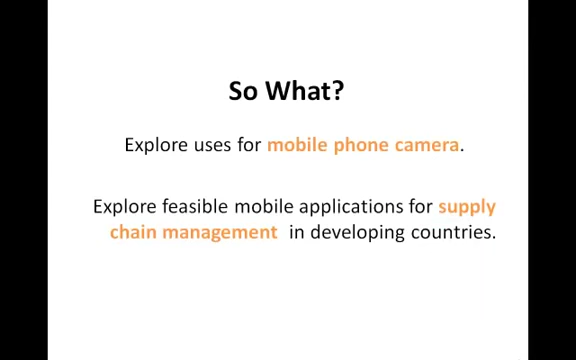 So What?
Explore uses for mobile phone camera.
Explore feasible mobile applications for supply
chain management in developing countries.